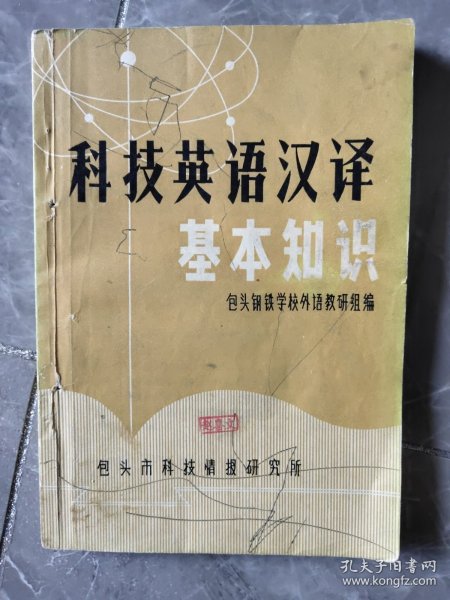 科技英语汉译
基本知识
包头钢铁学校外语教研组编
包头市科技情报研究所
孔夫子旧书网
www.kongfz.com